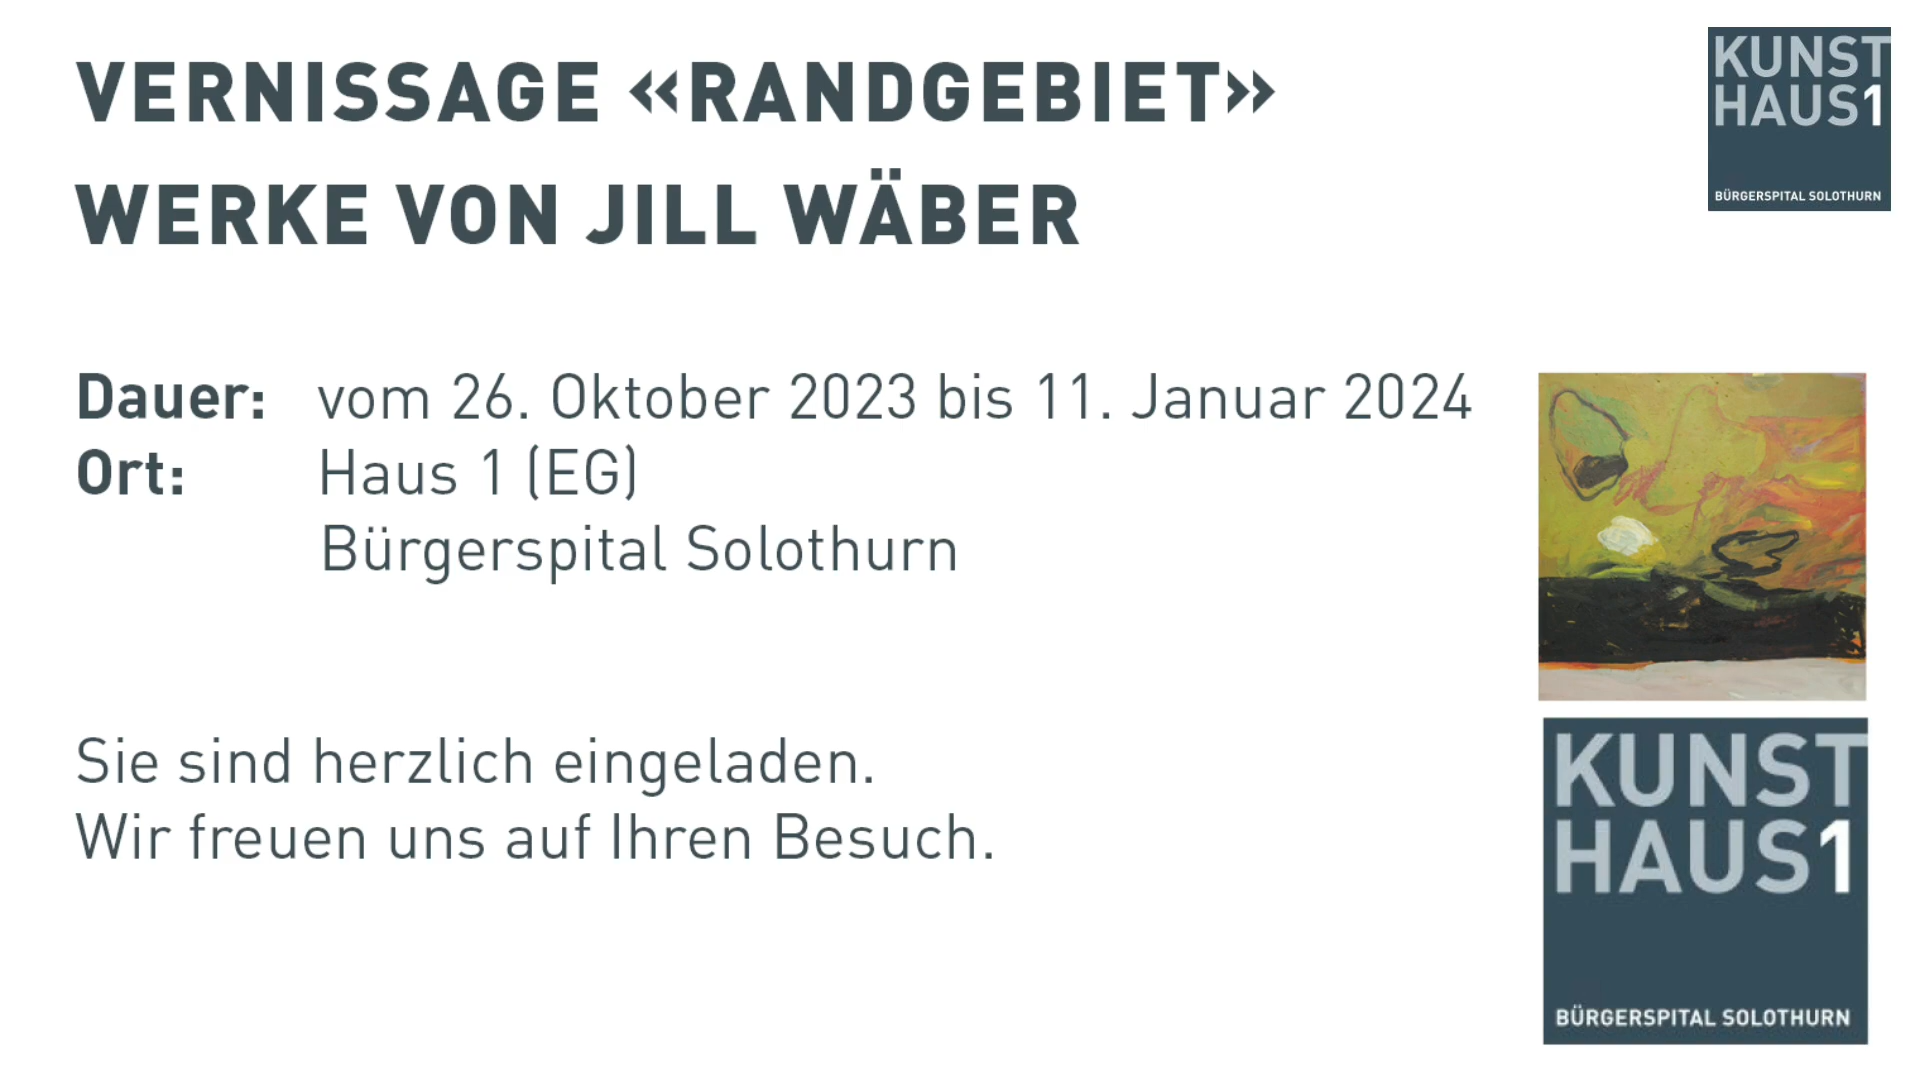 VERNISSAGE «RANDGEBIET»
WERKE VON JILL WÄBER
KUNST
HAUS1
BÜRGERSPITAL SOLOTHURN
Dauer: vom 26. Oktober 2023 bis 11. Januar 2024
Ort: Haus 1 (EG)
Bürgerspital Solothurn
Sie sind herzlich eingeladen.
Wir freuen uns auf Ihren Besuch.
KUNST
HAUS1
BÜRGERSPITAL SOLOTHURN